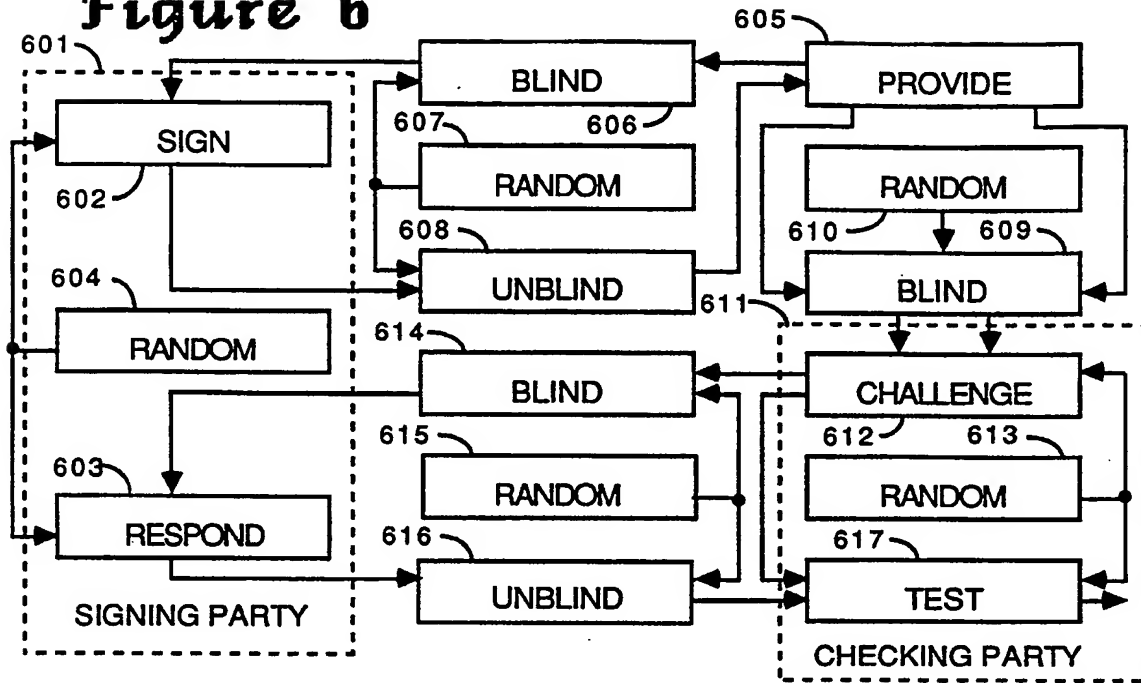 Figure 6
601
605
BLIND
PROVIDE
606
607
SIGN
602
RANDOM
RANDOM
610
609
608
UNBLIND
BLIND
604
611
RANDOM
614
BLIND
CHALLENGE
612
613
615
603
RANDOM
RANDOM
RESPOND
616
617
UNBLIND
TEST
SIGNING PARTY
CHECKING PARTY